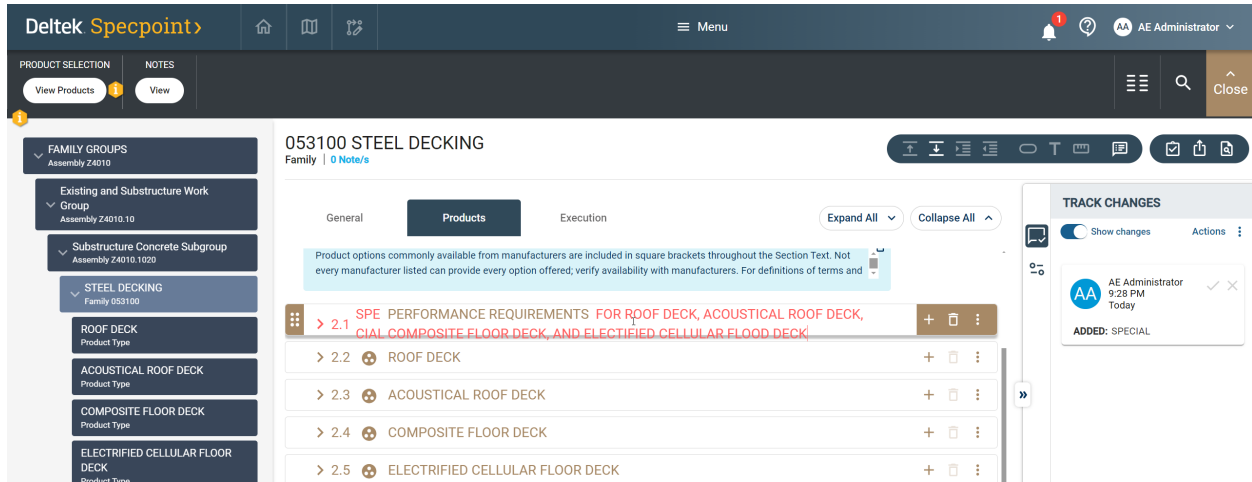 Deltek Specpoint>
Menu
1
AA AE Administrator
PRODUCT SELECTION
NOTES
View Products
View
Close
FAMILY GROUPS
Assembly Z4010
Existing and Substructure Work
Group
Assembly Z4010.10
Substructure Concrete Subgroup
Assembly Z4010.1020
STEEL DECKING
Family 053100
ROOF DECK
Product Type
ACOUSTICAL ROOF DECK
Product Type
COMPOSITE FLOOR DECK
Product Type
ELECTRIFIED CELLULAR FLOOR
DECK
Product Type
053100 STEEL DECKING
Family | 0 Note/s
General
Products
Execution
Expand All
Collapse All
Product options commonly available from manufacturers are included in square brackets throughout the Section Text. Not
every manufacturer listed can provide every option offered; verify availability with manufacturers. For definitions of terms and
2.1 SPE PERFORMANCE REQUIREMENTS FOR ROOF DECK, ACOUSTICAL ROOF DECK,
CIAL COMPOSITE FLOOR DECK, AND ELECTIFIED CELLULAR FLOOD DECK
2.2 ROOF DECK
2.3 ACOUSTICAL ROOF DECK
2.4 COMPOSITE FLOOR DECK
2.5 ELECTRIFIED CELLULAR FLOOR DECK
TRACK CHANGES
Show changes
Actions
AA
AE Administrator
9:28 PM
Today
ADDED: SPECIAL